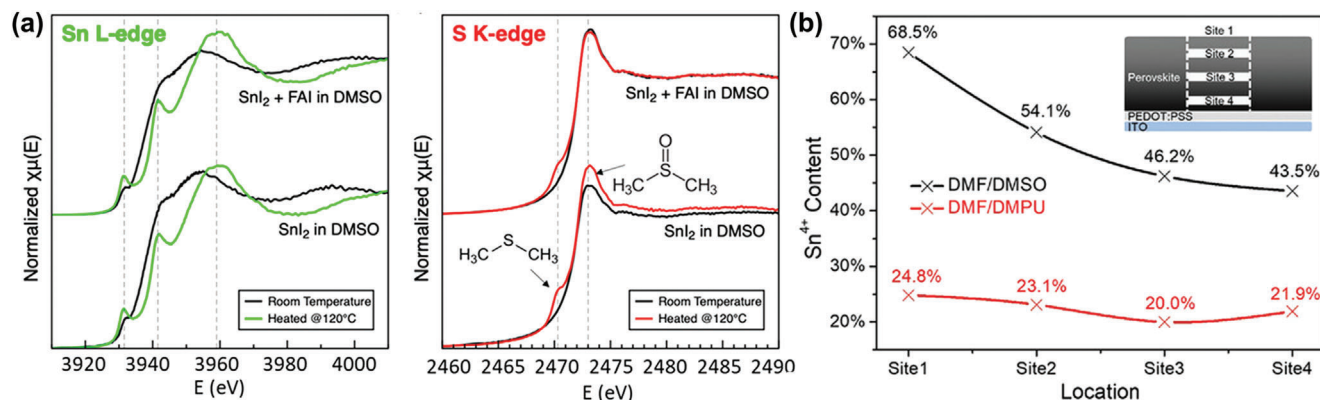 (a)
Sn L-edge
Normalized χμ(E)
SnI₂ + FAI in DMSO
SnI₂ in DMSO
Room Temperature
Heated @120°C
3920 3940 3960 3980 4000
E (eV)
S K-edge
Normalized χμ(E)
SnI₂ + FAI in DMSO
O
S
H₃C CH₃
SnI₂ in DMSO
S
H₃C CH₃
Room Temperature
Heated @120°C
2460 2465 2470 2475 2480 2485 2490
E (eV)
(b)
Sn⁴⁺ Content
70%
60%
50%
40%
30%
20%
68.5%
54.1%
46.2%
43.5%
DMF/DMSO
DMF/DMPU
24.8%
23.1%
20.0%
21.9%
Site 1
Site 2
Site 3
Site 4
Perovskite
PEDOT:PSS
ITO
Site1 Site2 Site3 Site4
Location